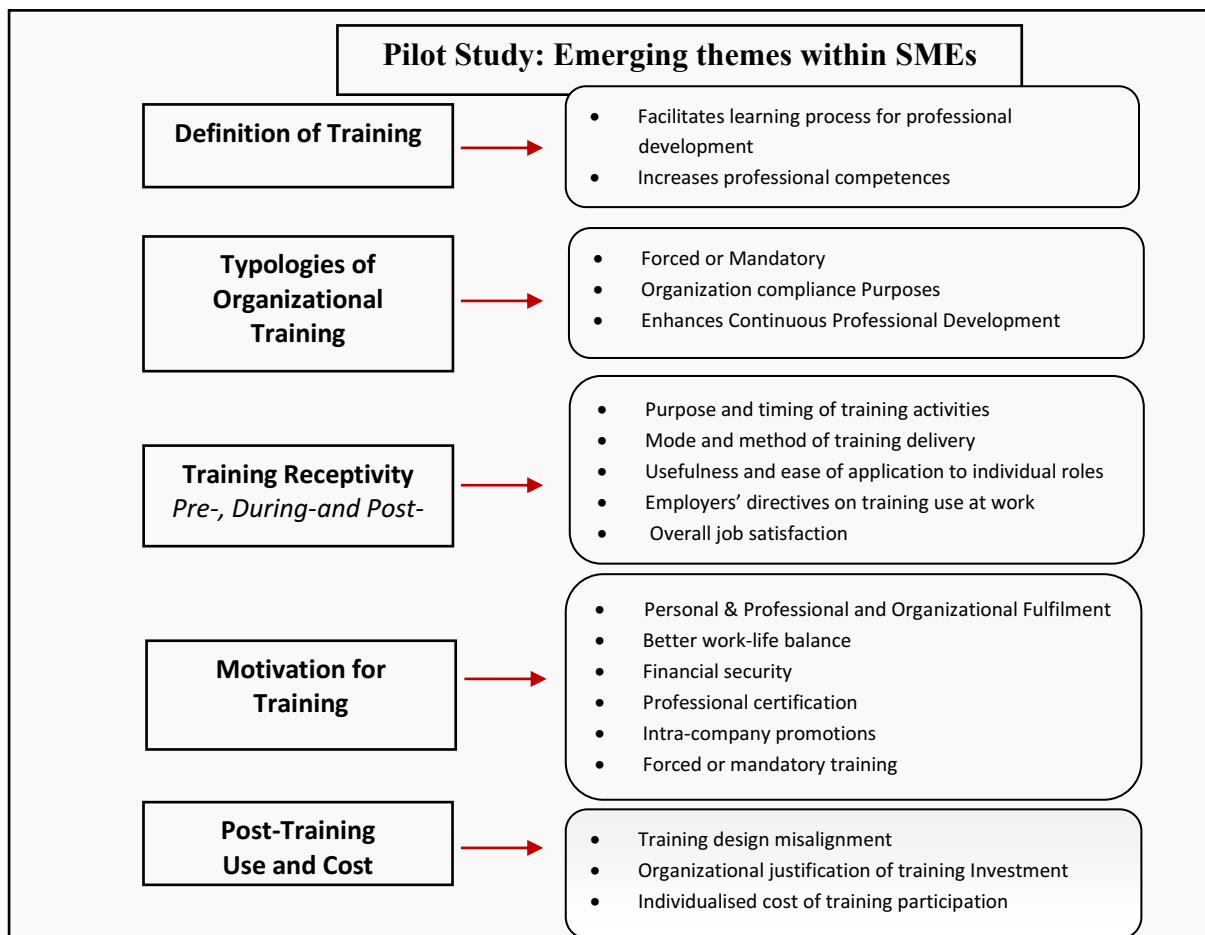 Pilot Study: Emerging themes within SMEs
Definition of Training
• Facilitates learning process for professional
development
• Increases professional competences
Typologies of
Organizational
Training
• Forced or Mandatory
• Organization compliance Purposes
• Enhances Continuous Professional Development
Training Receptivity
Pre-, During-and Post-
• Purpose and timing of training activities
• Mode and method of training delivery
• Usefulness and ease of application to individual roles
• Employers’ directives on training use at work
• Overall job satisfaction
Motivation for
Training
• Personal & Professional and Organizational Fulfilment
• Better work-life balance
• Financial security
• Professional certification
• Intra-company promotions
• Forced or mandatory training
Post-Training
Use and Cost
• Training design misalignment
• Organizational justification of training Investment
• Individualised cost of training participation